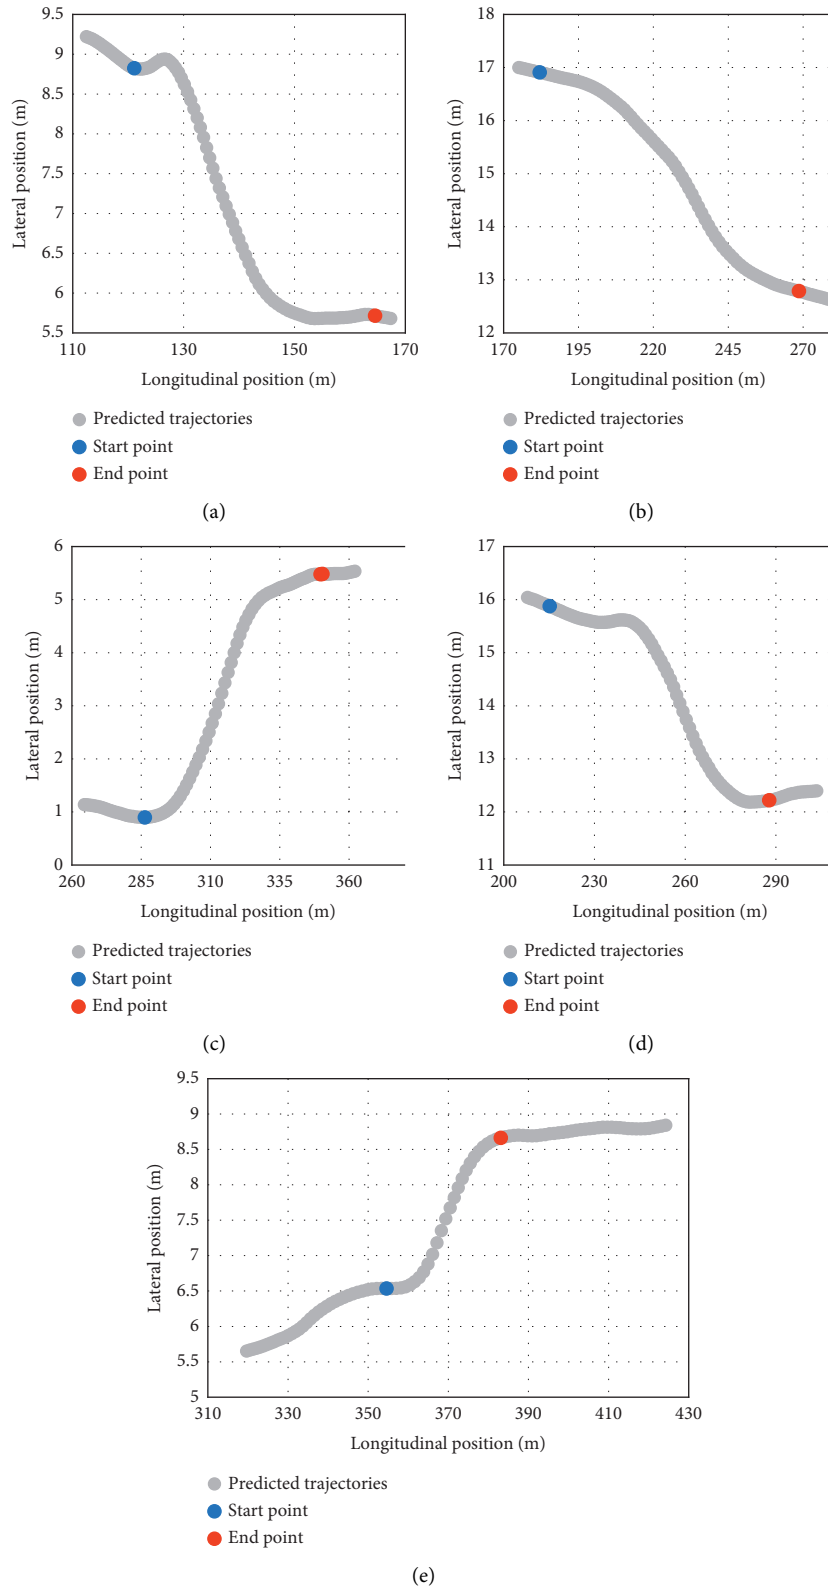 9.5
9
8.5
8
7.5
7
6.5
6
5.5
Lateral position (m)
110 130 150 170
Longitudinal position (m)
Predicted trajectories
Start point
End point
(a)
18
17
16
15
14
13
12
Lateral position (m)
170 195 220 245 270
Longitudinal position (m)
Predicted trajectories
Start point
End point
(b)
6
5
4
3
2
1
0
Lateral position (m)
260 285 310 335 360
Longitudinal position (m)
Predicted trajectories
Start point
End point
(c)
17
16
15
14
13
12
11
Lateral position (m)
200 230 260 290
Longitudinal position (m)
Predicted trajectories
Start point
End point
(d)
9.5
9
8.5
8
7.5
7
6.5
6
5.5
5
Lateral position (m)
310 330 350 370 390 410 430
Longitudinal position (m)
Predicted trajectories
Start point
End point
(e)